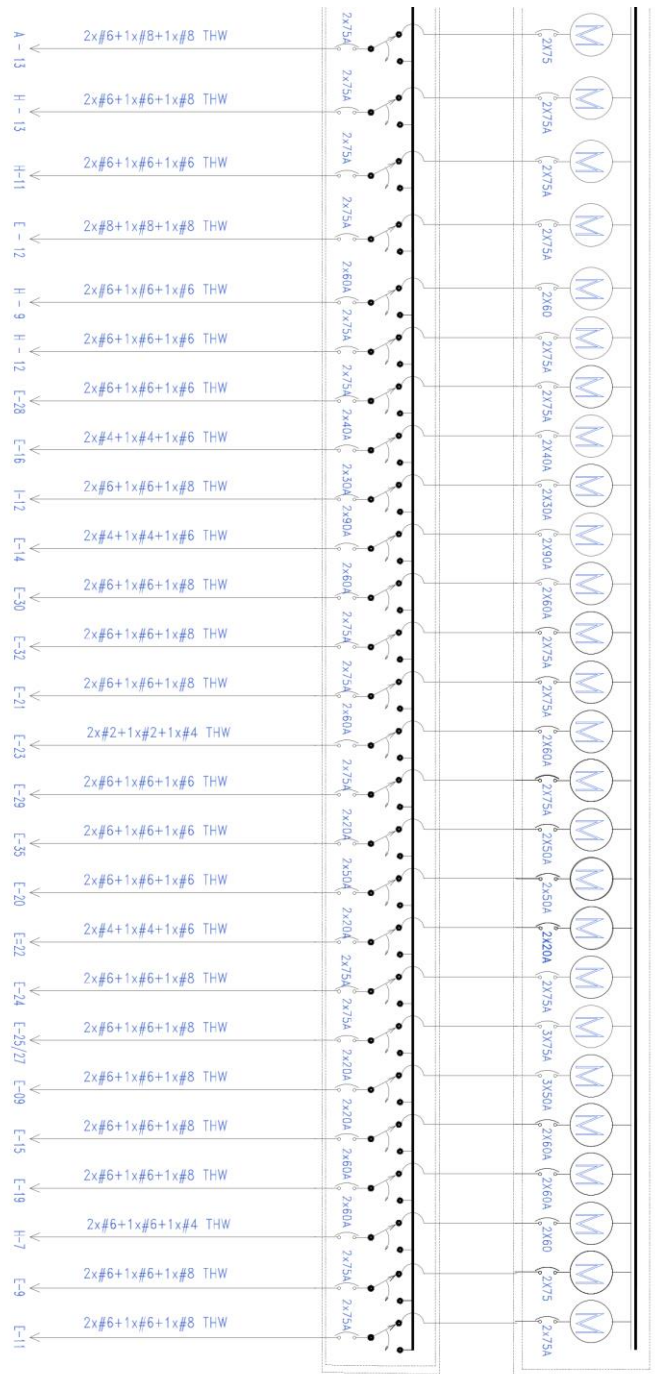 A - 13 2x#6+1x#8+1x#8 THW 2x75A 2X75 M
H - 13 2x#6+1x#6+1x#8 THW 2x75A 2X75A M
H-11 2x#6+1x#6+1x#6 THW 2x75A 2X75A M
E - 12 2x#8+1x#8+1x#8 THW 2x75A 2X75A M
H - 9 2x#6+1x#6+1x#6 THW 2x60A 2X60 M
H - 12 2x#6+1x#6+1x#6 THW 2x75A 2X75A M
E-28 2x#6+1x#6+1x#8 THW 2x75A 2X75A M
E-16 2x#4+1x#4+1x#6 THW 2x40A 2X40A M
I-12 2x#6+1x#6+1x#8 THW 2x30A 2X30A M
E-14 2x#4+1x#4+1x#6 THW 2x90A 2X90A M
E-30 2x#6+1x#6+1x#8 THW 2x60A 2X60A M
E-32 2x#6+1x#6+1x#8 THW 2x75A 2X75A M
E-21 2x#6+1x#6+1x#8 THW 2x75A 2X75A M
E-23 2x#2+1x#2+1x#4 THW 2x60A 2X60A M
E-29 2x#6+1x#6+1x#6 THW 2x75A 2X75A M
E-35 2x#6+1x#6+1x#6 THW 2x20A 2X50A M
E-20 2x#6+1x#6+1x#6 THW 2x50A 2x50A M
E=22 2x#4+1x#4+1x#6 THW 2x20A 2X20A M
E-24 2x#6+1x#6+1x#8 THW 2x75A 2X75A M
E-25/27 2x#6+1x#6+1x#8 THW 2x75A 3X75A M
E-09 2x#6+1x#6+1x#8 THW 2x20A 3X50A M
E-15 2x#6+1x#6+1x#8 THW 2x20A 2X60A M
E-19 2x#6+1x#6+1x#8 THW 2x60A 2X60A M
H-7 2x#6+1x#6+1x#4 THW 2x60A 2X60 M
E-9 2x#6+1x#6+1x#8 THW 2x75A 2X75 M
E-11 2x#6+1x#6+1x#8 THW 2x75A 2x75A M